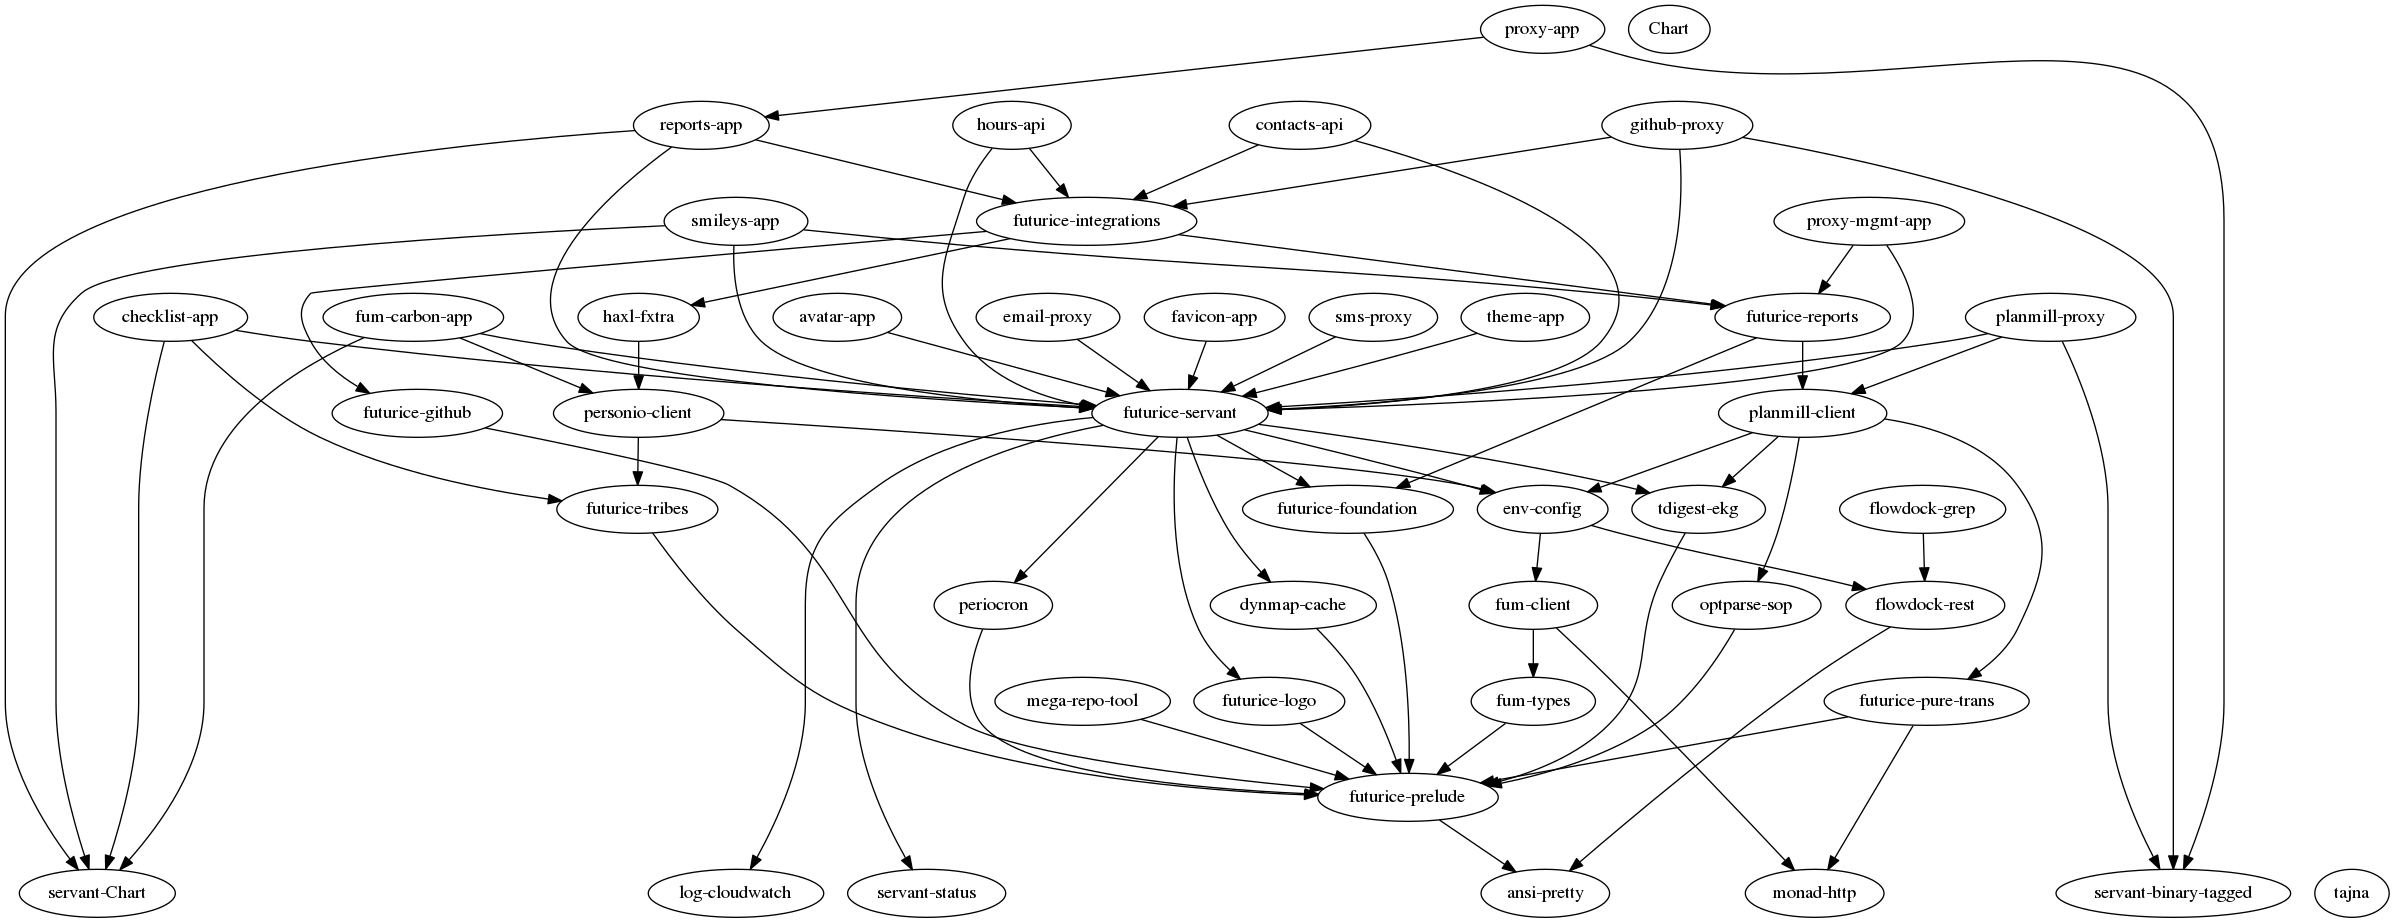 proxy-app
Chart
reports-app
hours-api
contacts-api
github-proxy
smileys-app
futurice-integrations
proxy-mgmt-app
checklist-app
fum-carbon-app
haxl-fxtra
avatar-app
email-proxy
favicon-app
sms-proxy
theme-app
futurice-reports
planmill-proxy
futurice-github
personio-client
futurice-servant
planmill-client
futurice-tribes
futurice-foundation
env-config
tdigest-ekg
flowdock-grep
periocron
dynmap-cache
fum-client
optparse-sop
flowdock-rest
mega-repo-tool
futurice-logo
fum-types
futurice-pure-trans
futurice-prelude
servant-Chart
log-cloudwatch
servant-status
ansi-pretty
monad-http
servant-binary-tagged
tajna